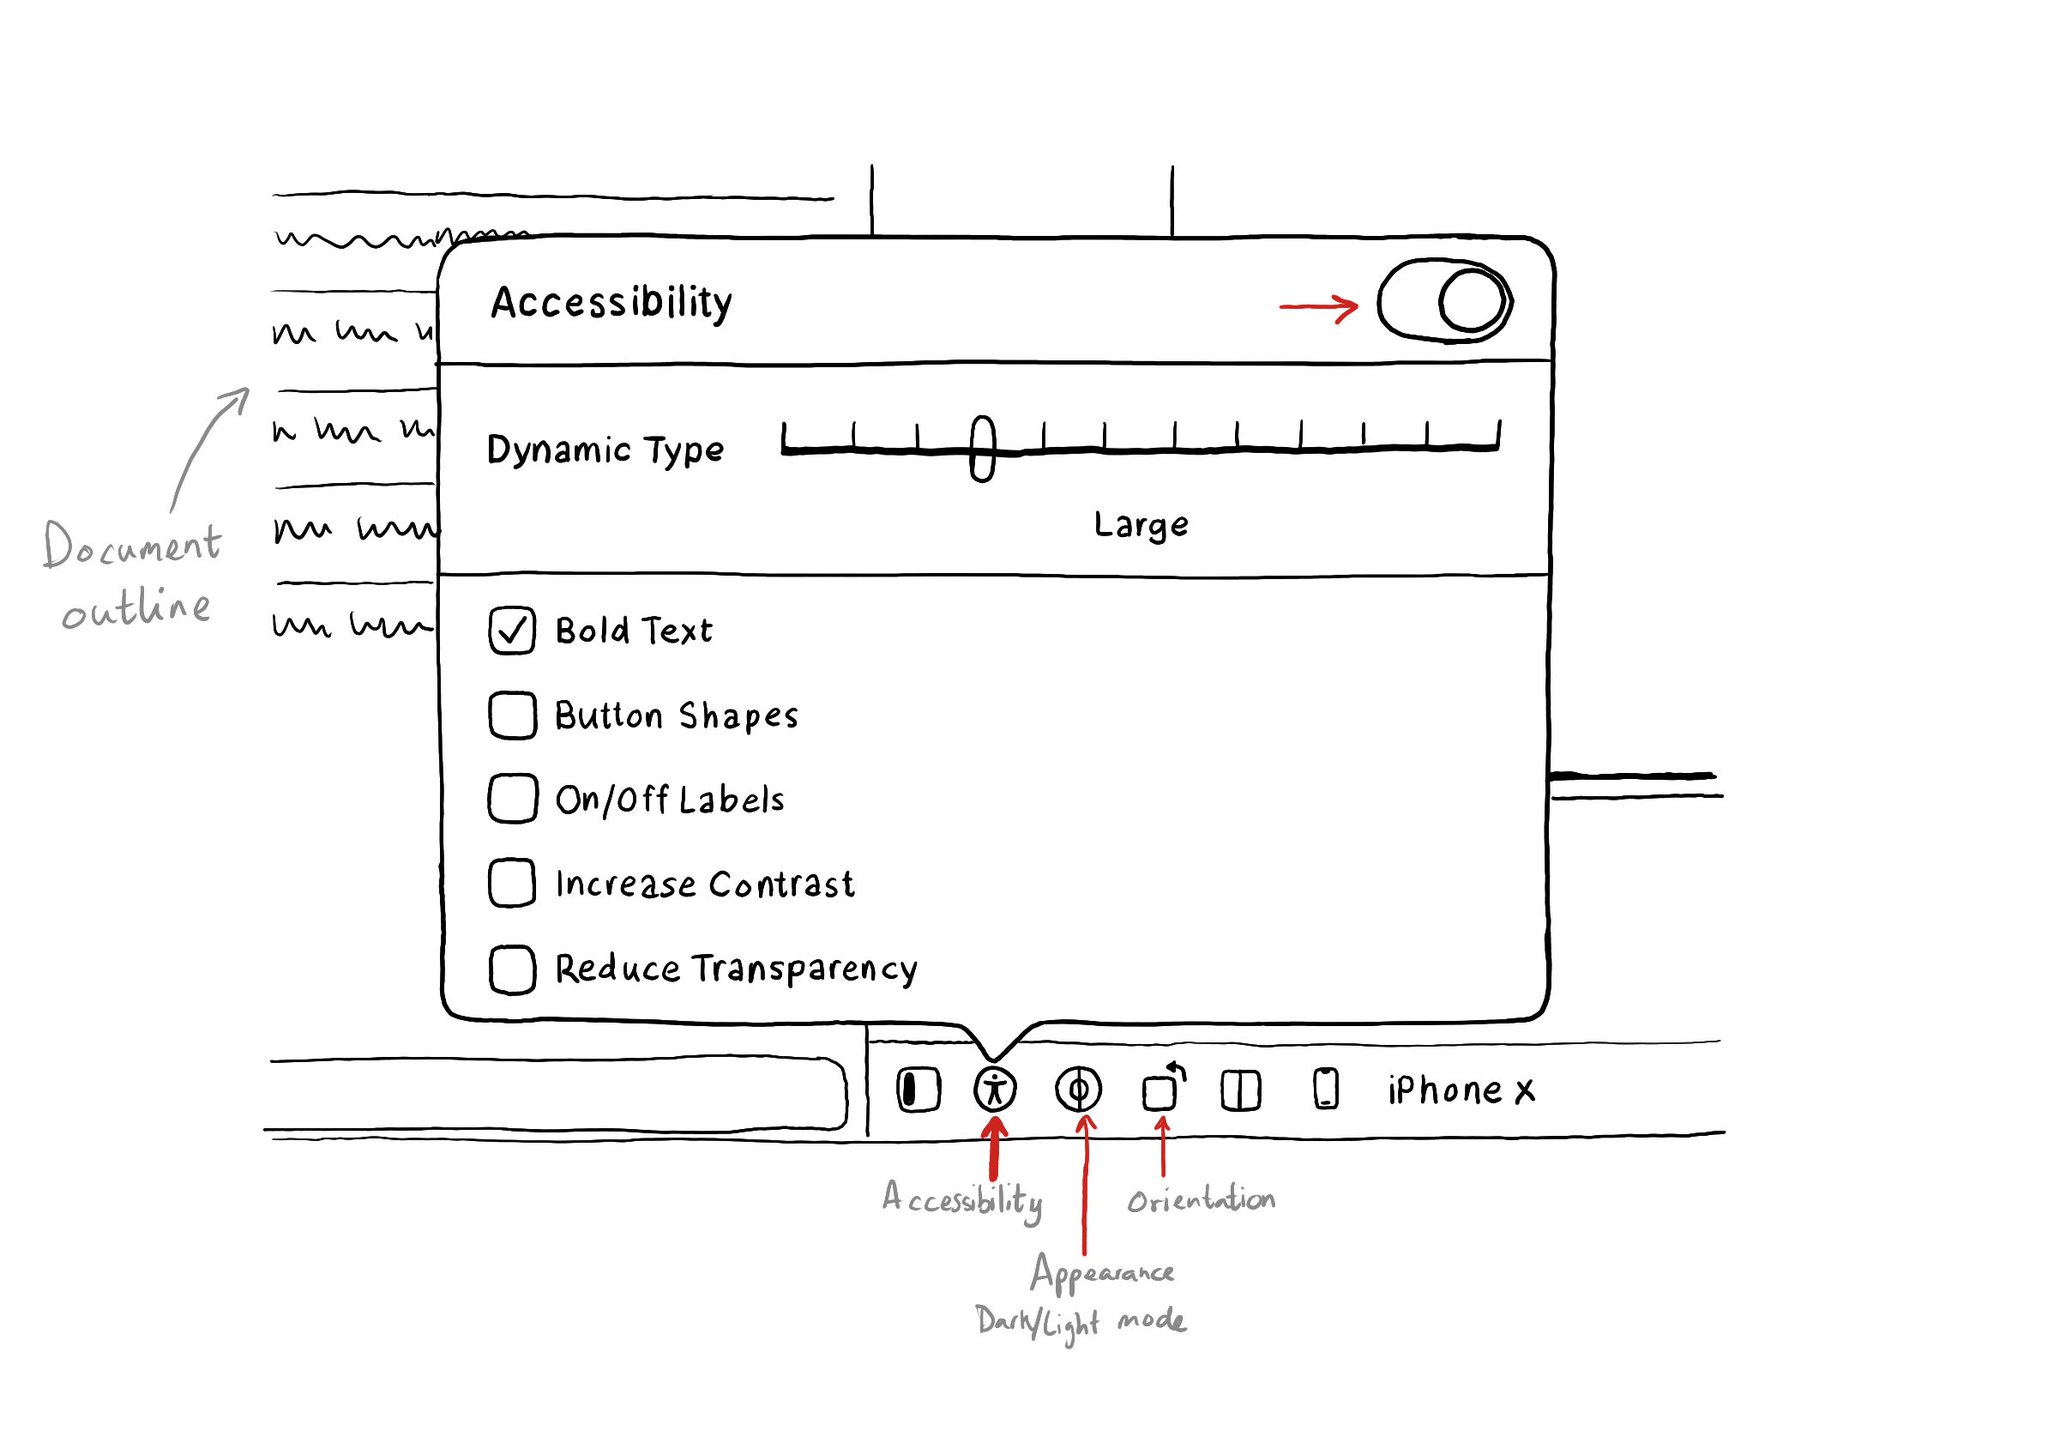 Accessibility
Dynamic Type
Large
Document
outline
Bold Text
Button Shapes
On/Off Labels
Increase Contrast
Reduce Transparency
iPhone X
Accessibility
Orientation
Appearance
Dark/Light mode